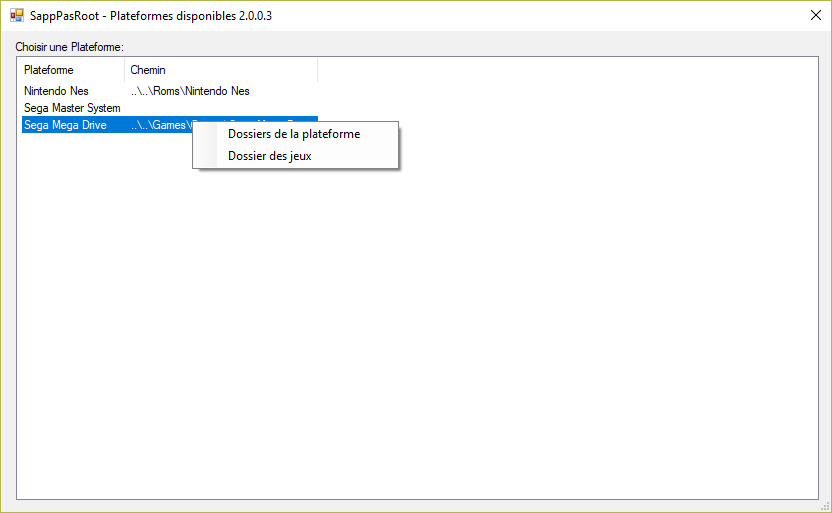 SappPasRoot - Plateformes disponibles 2.0.0.3
Choisir une Plateforme:
Plateforme Chemin
Nintendo Nes ..\..\Roms\Nintendo Nes
Sega Master System
Sega Mega Drive ..\..\Games\
Dossiers de la plateforme
Dossier des jeux